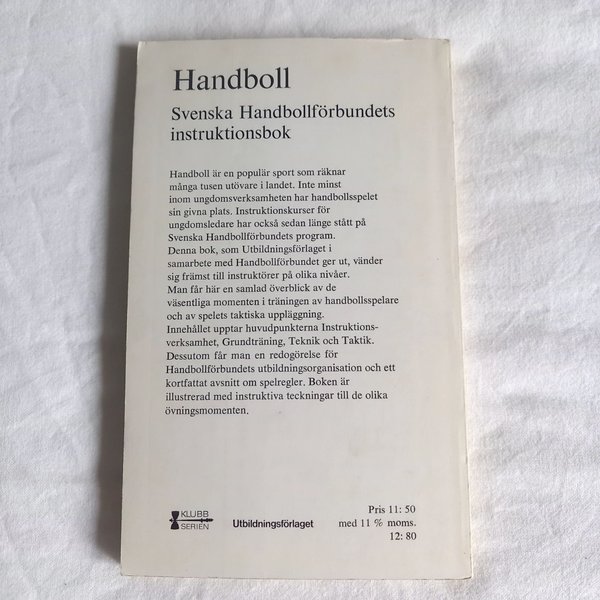 Handboll
Svenska Handbollförbundets
instruktionsbok
Handboll är en populär sport som räknar
många tusen utövare i landet. Inte minst
inom ungdomsverksamheten har handbollsspelet
sin givna plats. Instruktionskurser för
ungdomsledare har också sedan länge stått på
Svenska Handbollförbundets program.
Denna bok, som Utbildningsförlaget i
samarbete med Handbollförbundet ger ut, vänder
sig främst till instruktörer på olika nivåer.
Man får här en samlad överblick av de
väsentliga momenten i träningen av handbollsspelare
och av spelets taktiska uppläggning.
Innehållet upptar huvudpunkterna Instruktions-
verksamhet, Grundträning, Teknik och Taktik.
Dessutom får man en redogörelse för
Handbollförbundets utbildningsorganisation och ett
kortfattat avsnitt om spelregler. Boken är
illustrerad med instruktiva teckningar till de olika
övningsmomenten.
KLUBB
SERIEN
Utbildningsförlaget
Pris 11: 50
med 11 % moms.
12: 80